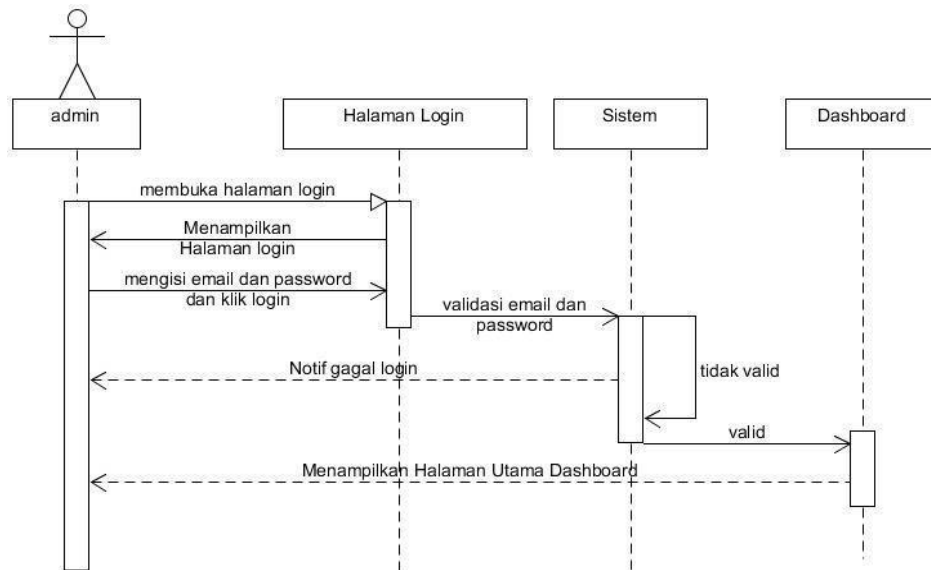 admin
Halaman Login
Sistem
Dashboard
membuka halaman login
Menampilkan
Halaman login
mengisi email dan password
dan klik login
validasi email dan
password
Notif gagal login
tidak valid
valid
Menampilkan Halaman Utama Dashboard